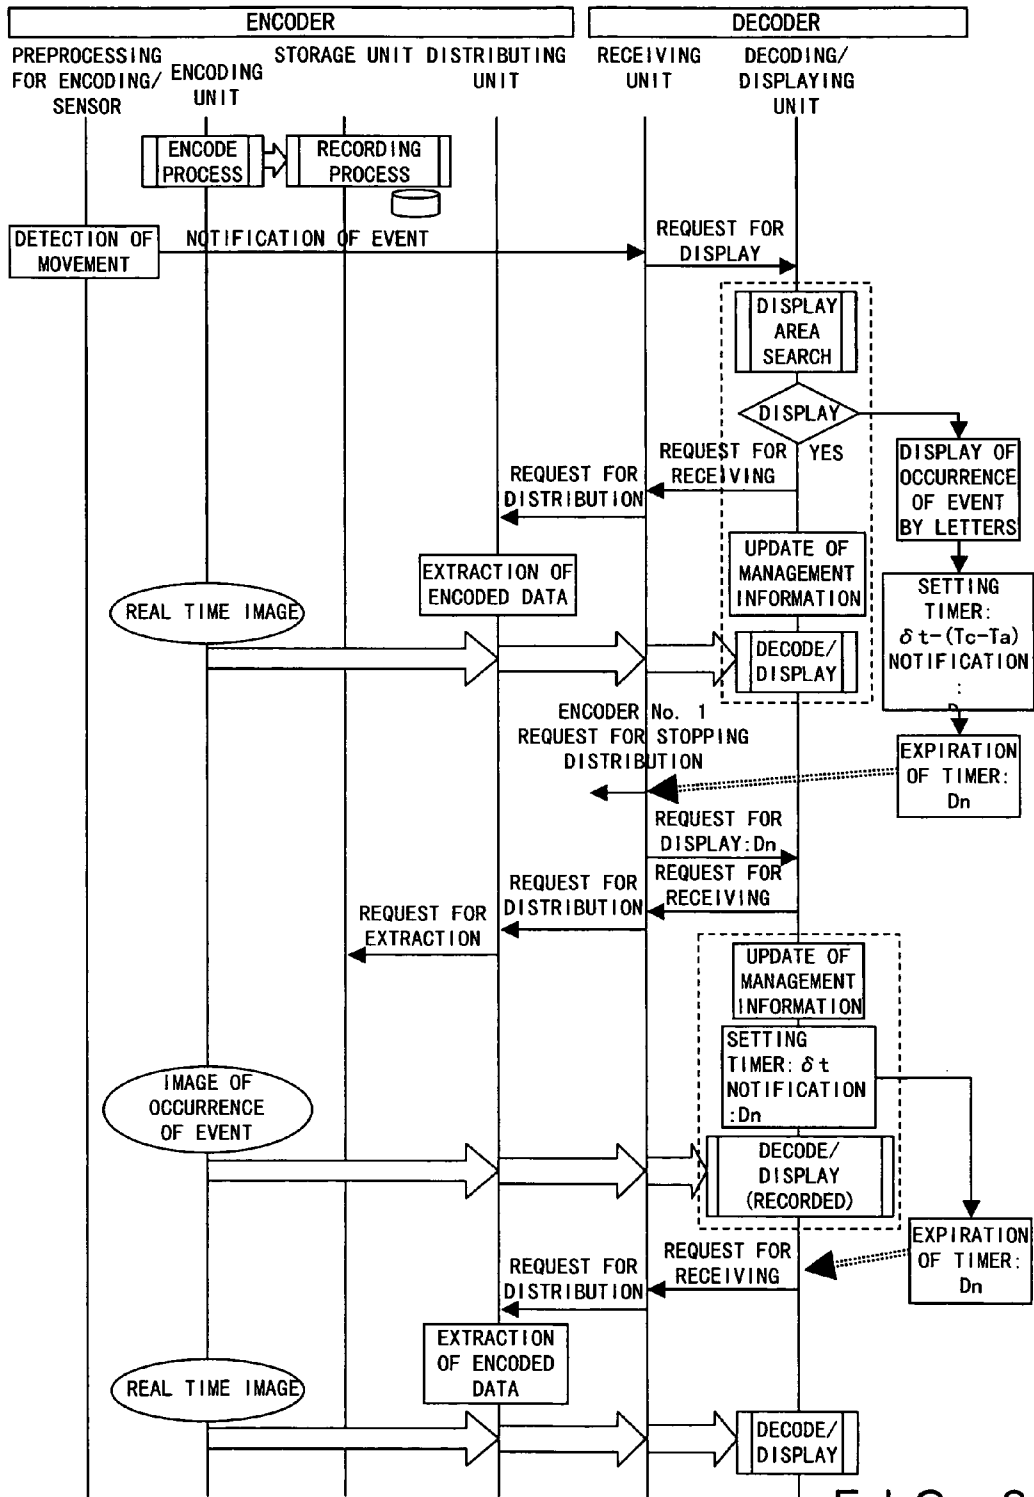 ENCODER
DECODER
PREPROCESSING
FOR ENCODING/
SENSOR
ENCODING
UNIT
STORAGE UNIT
DISTRIBUTING
UNIT
RECEIVING
UNIT
DECODING/
DISPLAYING
UNIT
ENCODE
PROCESS
RECORDING
PROCESS
DETECTION OF
MOVEMENT
NOTIFICATION OF EVENT
REQUEST FOR
DISPLAY
DISPLAY
AREA
SEARCH
DISPLAY
YES
DISPLAY OF
OCCURRENCE
OF EVENT
BY LETTERS
REQUEST FOR
RECEIVING
REQUEST FOR
DISTRIBUTION
UPDATE OF
MANAGEMENT
INFORMATION
EXTRACTION OF
ENCODED DATA
SETTING
TIMER:
δt-(Tc-Ta)
NOTIFICATION
:
REAL TIME IMAGE
DECODE/
DISPLAY
ENCODER No. 1
REQUEST FOR STOPPING
DISTRIBUTION
EXPIRATION
OF TIMER:
Dn
REQUEST FOR
DISPLAY:Dn
REQUEST FOR
RECEIVING
REQUEST FOR
DISTRIBUTION
REQUEST FOR
EXTRACTION
UPDATE OF
MANAGEMENT
INFORMATION
SETTING
TIMER: δt
NOTIFICATION
:Dn
IMAGE OF
OCCURRENCE
OF EVENT
DECODE/
DISPLAY
(RECORDED)
EXPIRATION
OF TIMER:
Dn
REQUEST FOR
RECEIVING
REQUEST FOR
DISTRIBUTION
EXTRACTION
OF ENCODED
DATA
REAL TIME IMAGE
DECODE/
DISPLAY